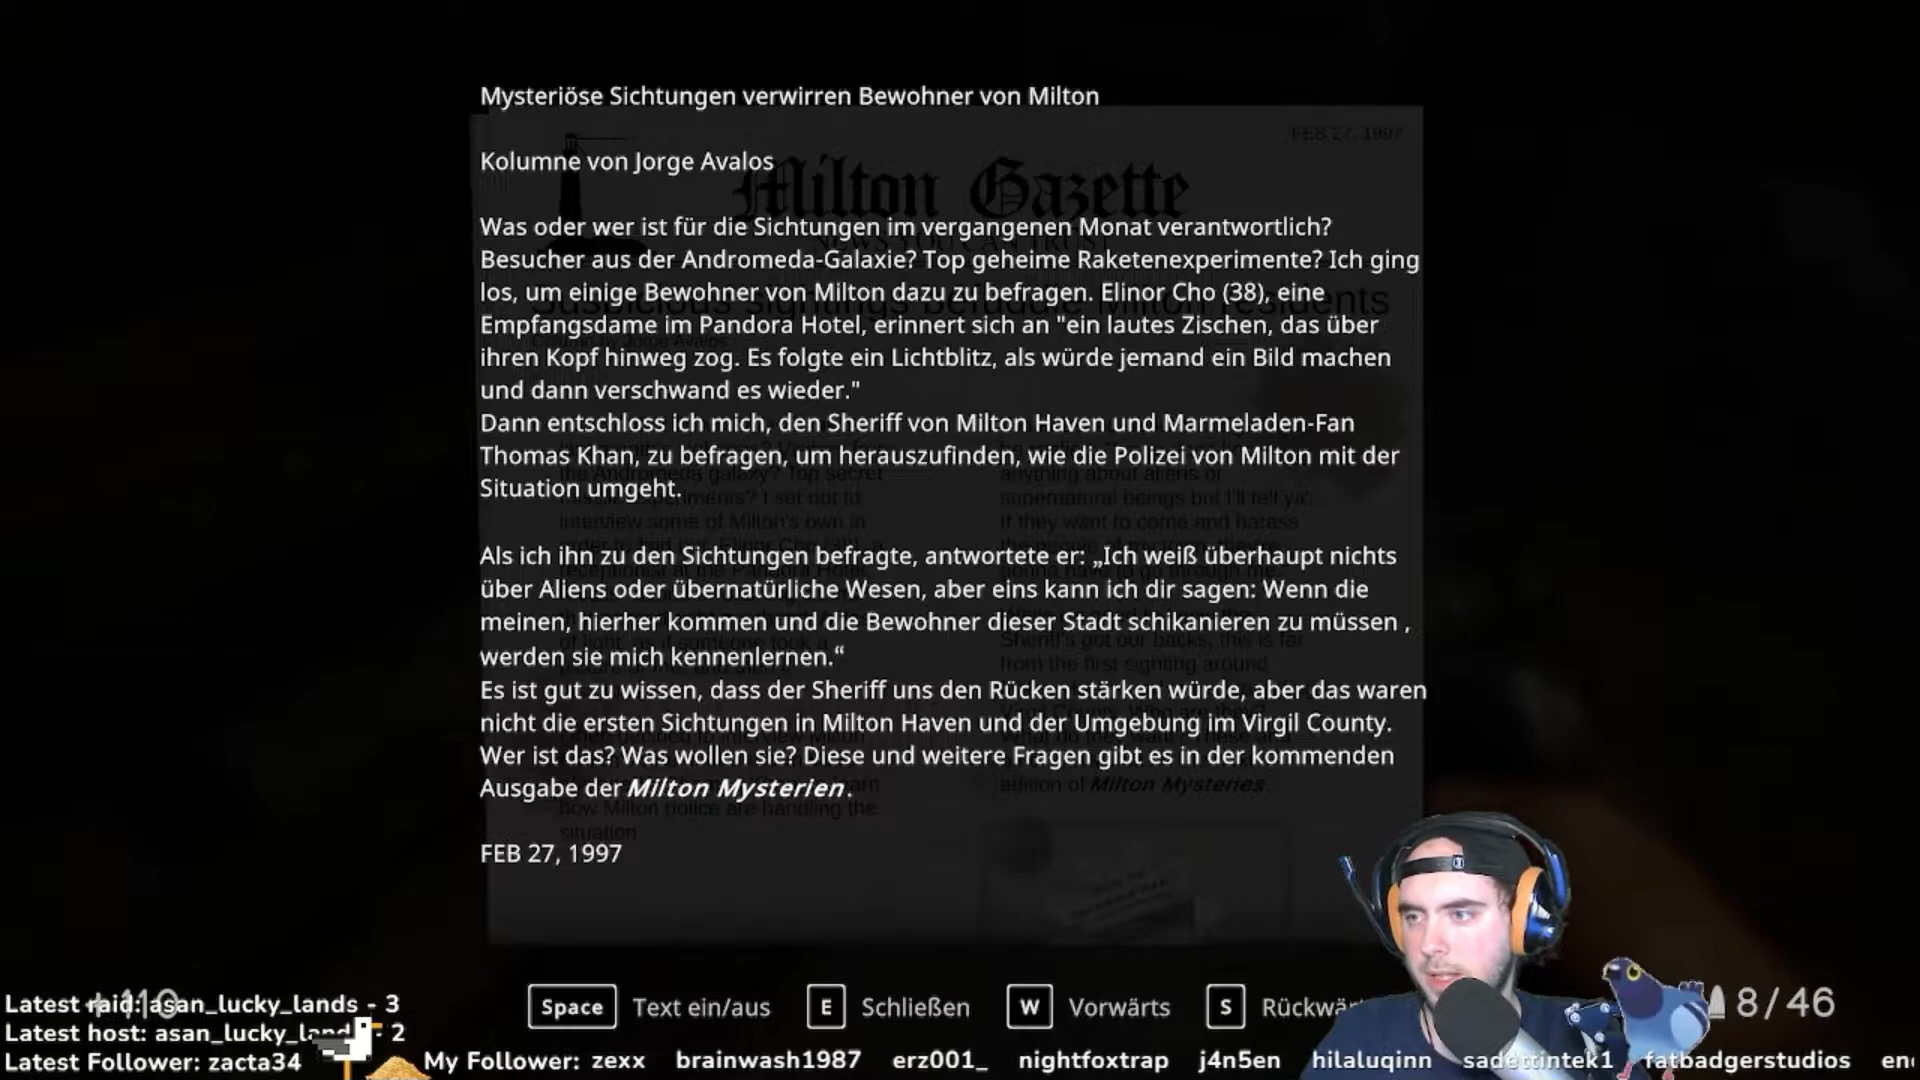 Mysteriöse Sichtungen verwirren Bewohner von Milton
FEB 27, 1997
Kolumne von Jorge Avalos
Milton Gazette
Was oder wer ist für die Sichtungen im vergangenen Monat verantwortlich?
Besucher aus der Andromeda-Galaxie? Top geheime Raketenexperimente? Ich ging
los, um einige Bewohner von Milton dazu zu befragen. Elinor Cho (38), eine
Empfangsdame im Pandora Hotel, erinnert sich an "ein lautes Zischen, das über
ihren Kopf hinweg zog. Es folgte ein Lichtblitz, als würde jemand ein Bild machen
und dann verschwand es wieder."
Dann entschloss ich mich, den Sheriff von Milton Haven und Marmeladen-Fan
Thomas Khan, zu befragen, um herauszufinden, wie die Polizei von Milton mit der
Situation umgeht.
Als ich ihn zu den Sichtungen befragte, antwortete er: „Ich weiß überhaupt nichts
über Aliens oder übernatürliche Wesen, aber eins kann ich dir sagen: Wenn die
meinen, hierher kommen und die Bewohner dieser Stadt schikanieren zu müssen ,
werden sie mich kennenlernen.“
Es ist gut zu wissen, dass der Sheriff uns den Rücken stärken würde, aber das waren
nicht die ersten Sichtungen in Milton Haven und der Umgebung im Virgil County.
Wer ist das? Was wollen sie? Diese und weitere Fragen gibt es in der kommenden
Ausgabe der Milton Mysterien.
FEB 27, 1997
Space Text ein/aus E Schließen W Vorwärts S Rückwär
8/46
Latest raid: asan_lucky_lands - 3
Latest host: asan_lucky_land - 2
Latest Follower: zacta34
My Follower: zexx brainwash1987 erz001_ nightfoxtrap j4n5en hilaluqinn sadettintek1 fatbadgerstudios en